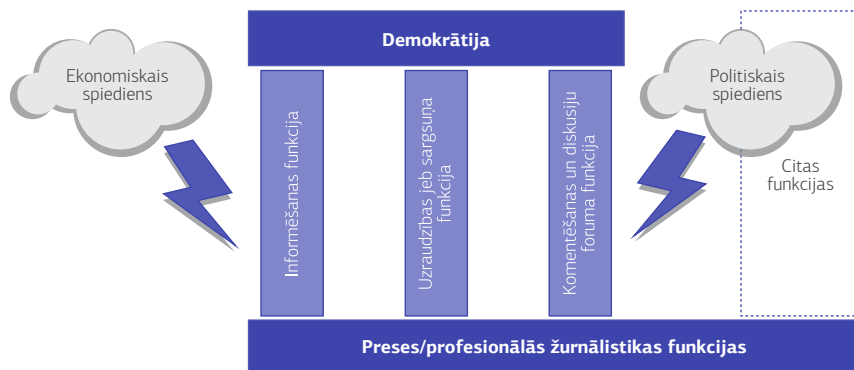 Demokrātija
Ekonomiskais
spiediens
Politiskais
spiediens
Informēšanas funkcija
Uzraudzības jeb sargsuņa
funkcija
Komentēšanas un diskusiju
foruma funkcija
Citas
funkcijas
Preses/profesionālās žurnālistikas funkcijas